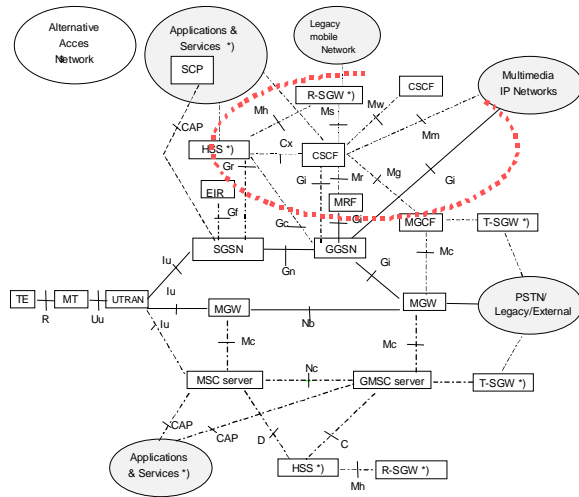 Alternative
Acces
Network
Applications &
Services *)
SCP
Legacy
mobile
Network
R-SGW *)
CSCF
Multimedia
IP Networks
Mh
Ms
Mw
Mm
CAP
HSS *)
Cx
CSCF
Gr
Gi
Mr
Mg
Gi
EIR
MRF
Gf
Gc
Gi
MGCF
T-SGW *)
SGSN
GGSN
Iu
Gn
Gi
Mc
TE
MT
UTRAN
R
Uu
Iu
Iu
MGW
Nb
MGW
PSTN/
Legacy/External
Mc
Mc
MSC server
Nc
GMSC server
T-SGW *)
CAP
CAP
D
C
Applications
& Services *)
HSS *)
R-SGW *)
Mh